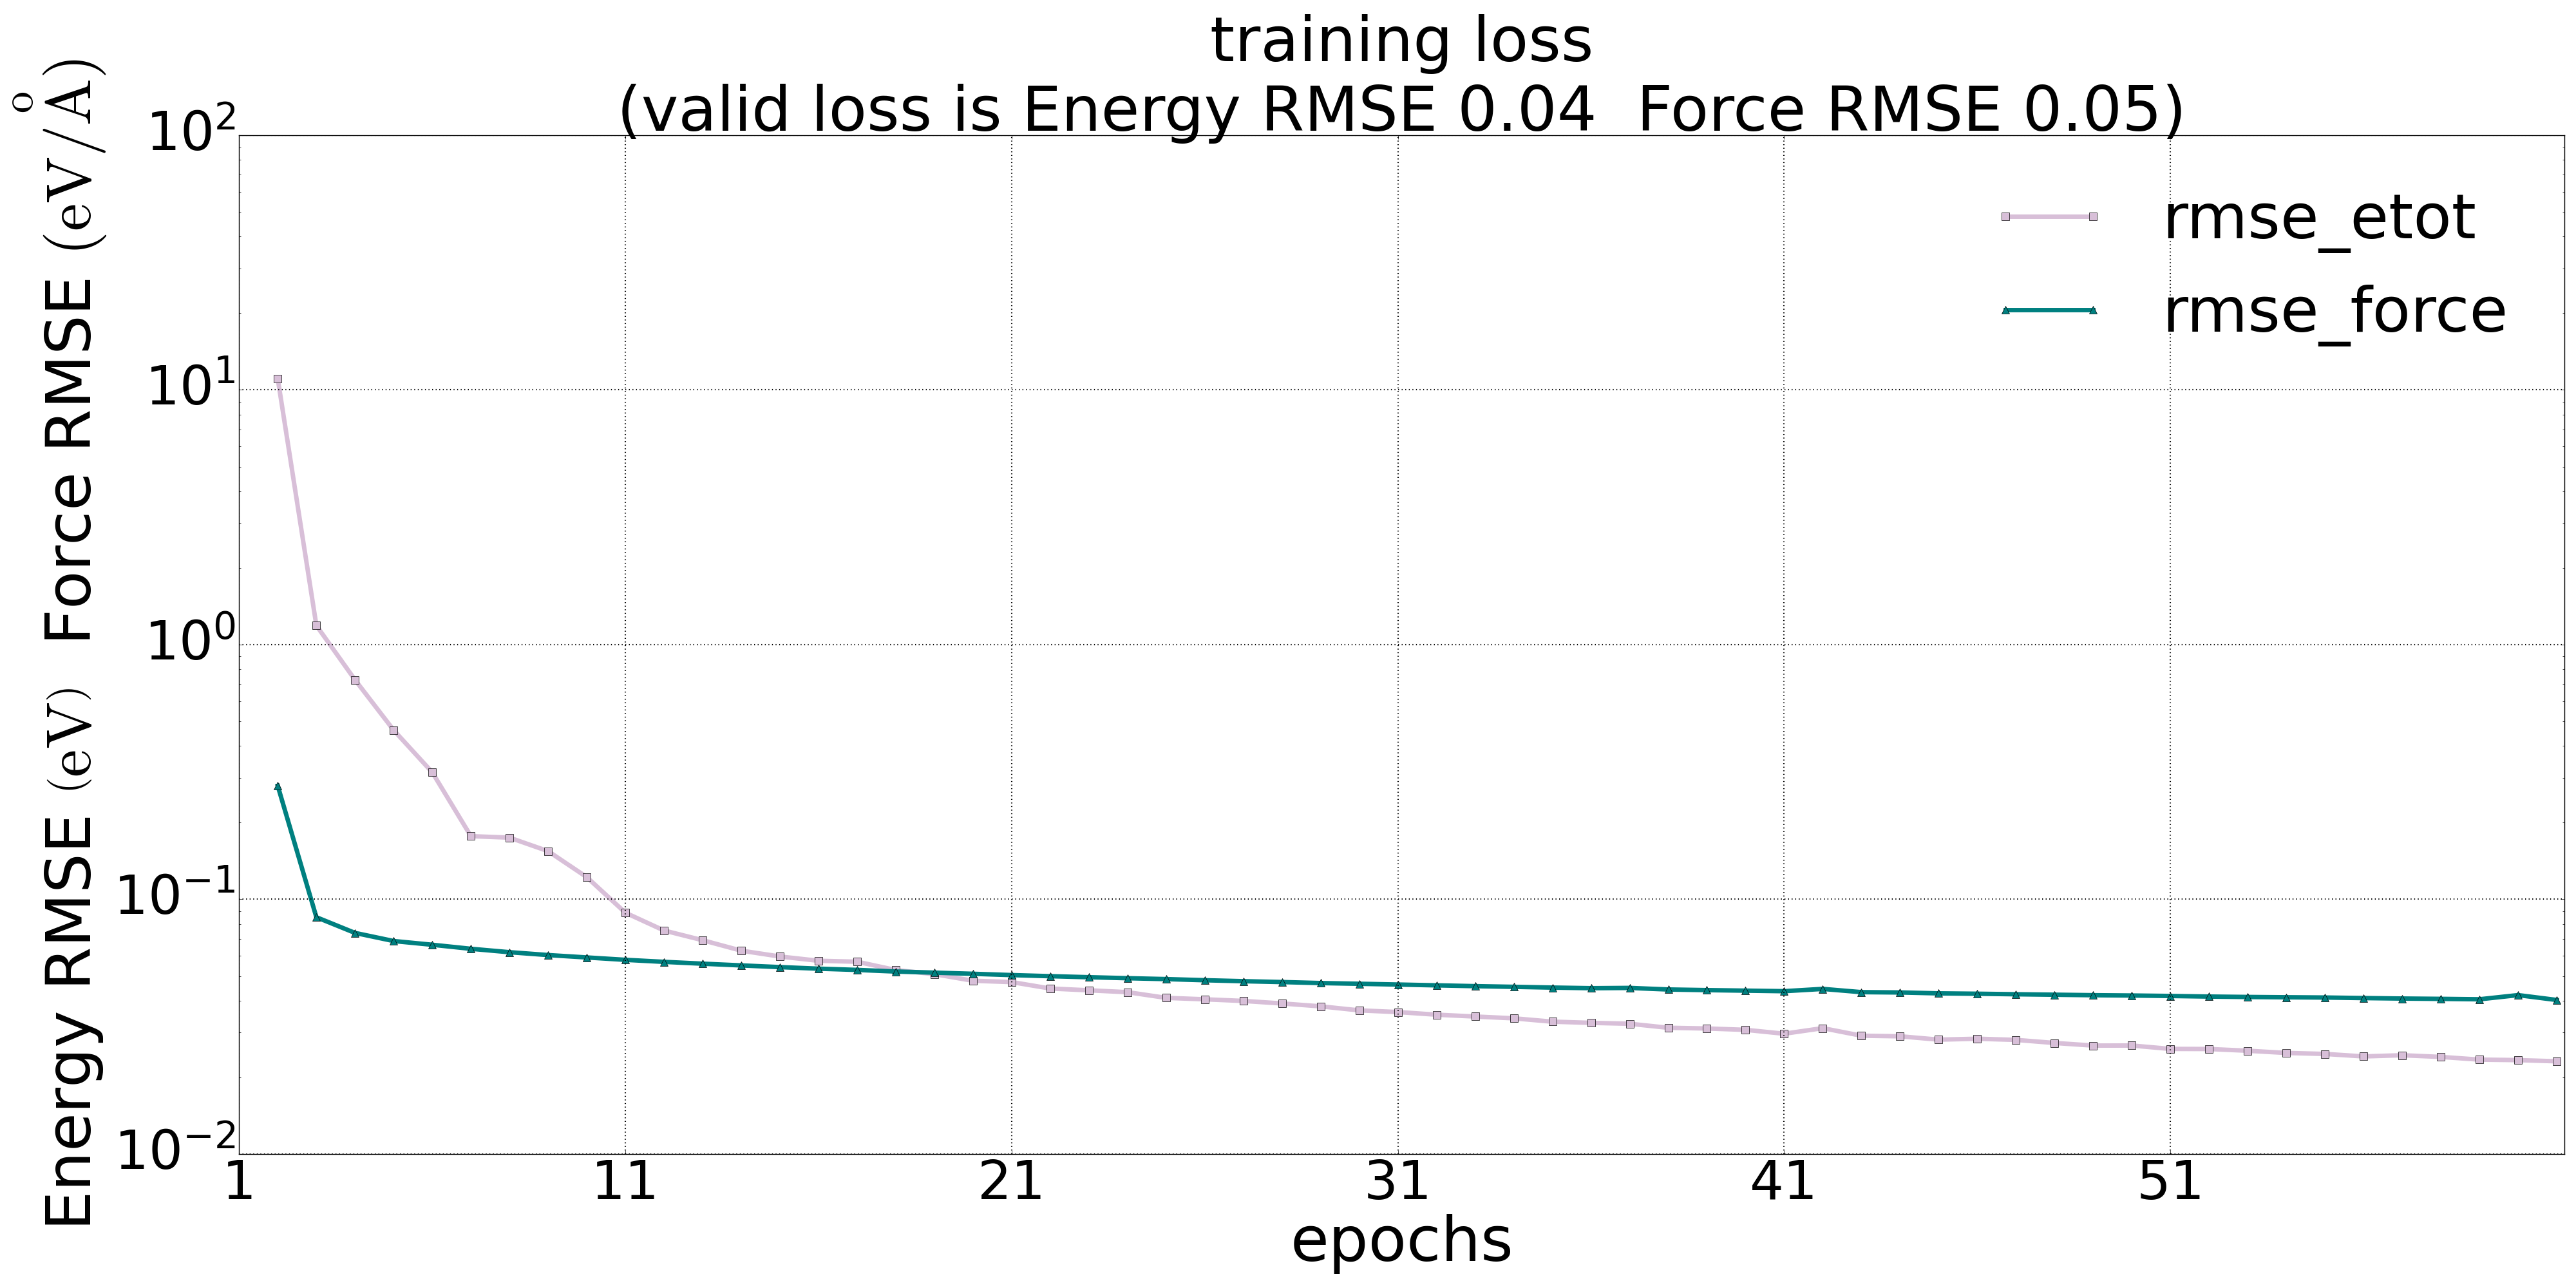 training loss
(valid loss is Energy RMSE 0.04  Force RMSE 0.05)
Energy RMSE (eV)  Force RMSE (eV/Å)
10²
10¹
10⁰
10⁻¹
10⁻²
rmse_etot
rmse_force
1 11 21 31 41 51
epochs